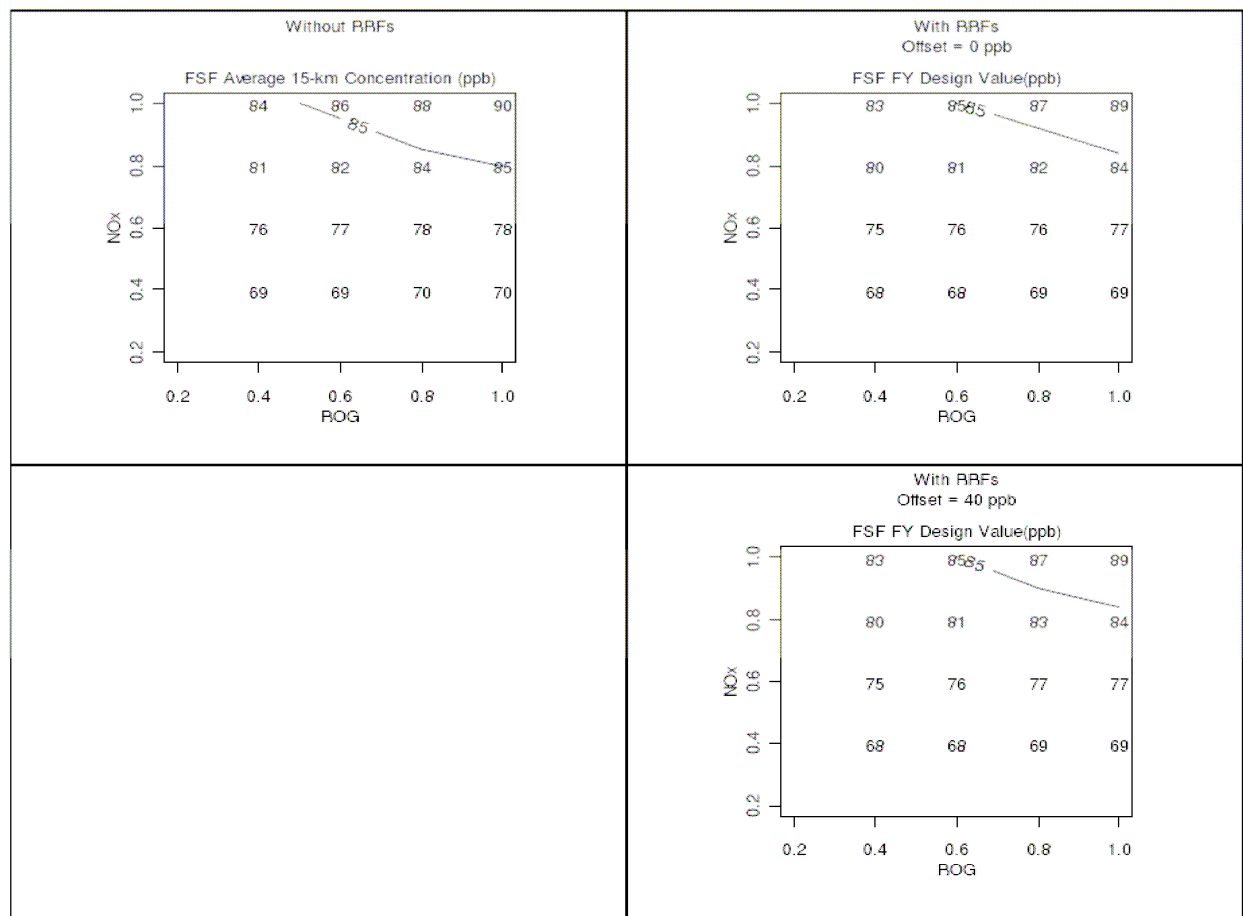 Without RRFs
FSF Average 15-km Concentration (ppb)
1.0 84 86 88 90
85
0.8 81 82 84 85
NOx
0.6 76 77 78 78
0.4 69 69 70 70
0.2
0.2 0.4 0.6 0.8 1.0
ROG
With RRFs
Offset = 0 ppb
FSF FY Design Value(ppb)
1.0 83 85 85 87 89
0.8 80 81 82 84
NOx
0.6 75 76 76 77
0.4 68 68 69 69
0.2
0.2 0.4 0.6 0.8 1.0
ROG
With RRFs
Offset = 40 ppb
FSF FY Design Value(ppb)
1.0 83 85 85 87 89
0.8 80 81 83 84
NOx
0.6 75 76 77 77
0.4 68 68 69 69
0.2
0.2 0.4 0.6 0.8 1.0
ROG